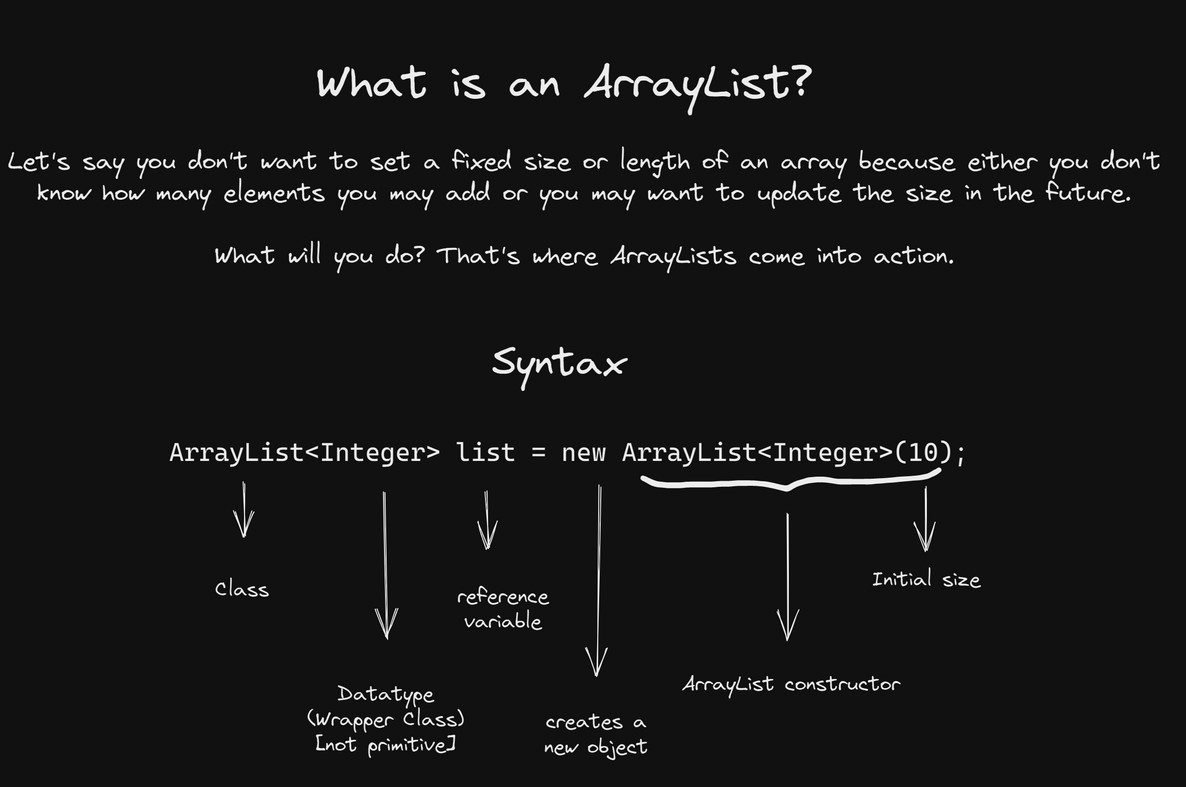 What is an ArrayList?
Let's say you don't want to set a fixed size or length of an array because either you don't
know how many elements you may add or you may want to update the size in the future.
What will you do? That's where ArrayLists come into action.
Syntax
ArrayList<Integer> list = new ArrayList<Integer>(10);
Class
Datatype
(Wrapper Class)
[not primitive]
reference
variable
creates a
new object
ArrayList constructor
Initial size